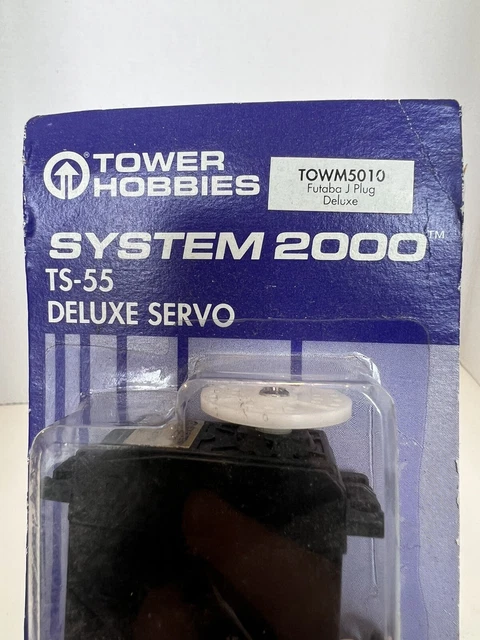 TOWER
HOBBIES
TOWM5010
Futaba J Plug
Deluxe
SYSTEM 2000™
TS-55
DELUXE SERVO